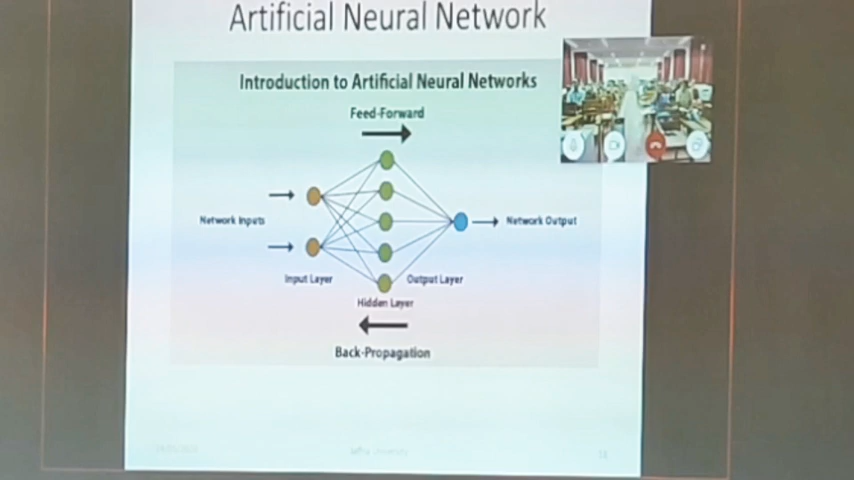 Artificial Neural Network
Introduction to Artificial Neural Networks
Feed-Forward
Network Inputs
Network Output
Input Layer
Output Layer
Hidden Layer
Back-Propagation